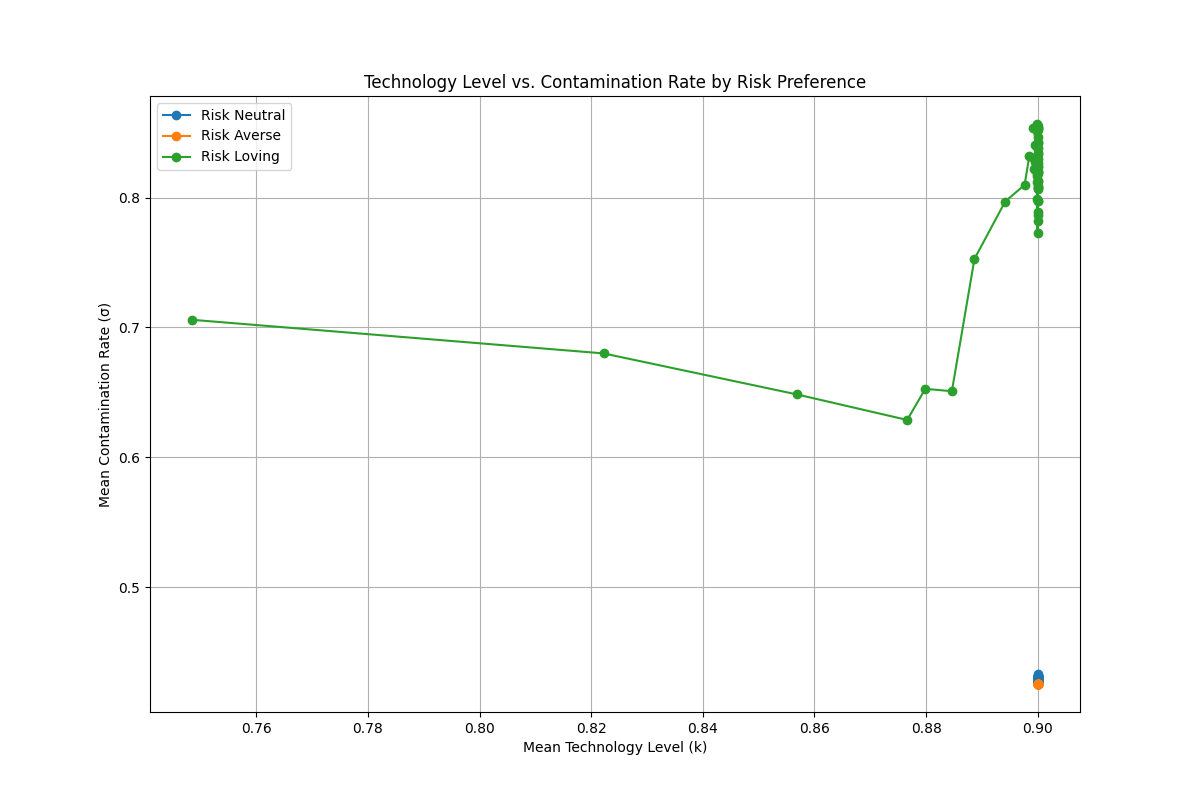 Technology Level vs. Contamination Rate by Risk Preference
Risk Neutral
Risk Averse
Risk Loving
Mean Contamination Rate (σ)
0.8
0.7
0.6
0.5
0.76
0.78
0.80
0.82
0.84
0.86
0.88
0.90
Mean Technology Level (k)